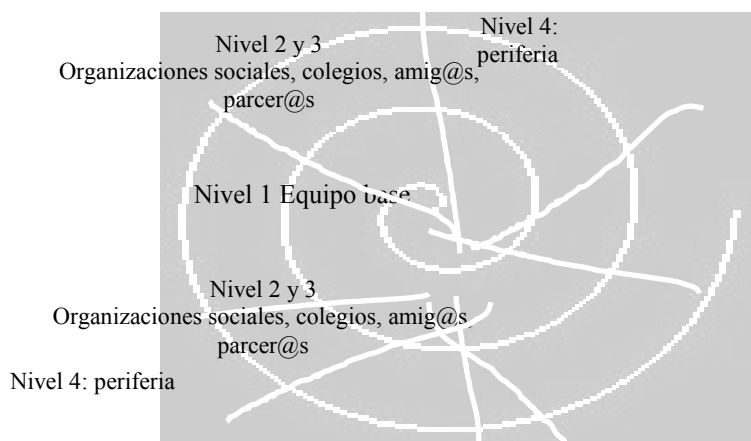 Nivel 4:
periferia
Nivel 2 y 3
Organizaciones sociales, colegios, amig@s,
parcer@s
Nivel 1 Equipo base
Nivel 2 y 3
Organizaciones sociales, colegios, amig@s,
parcer@s
Nivel 4: periferia